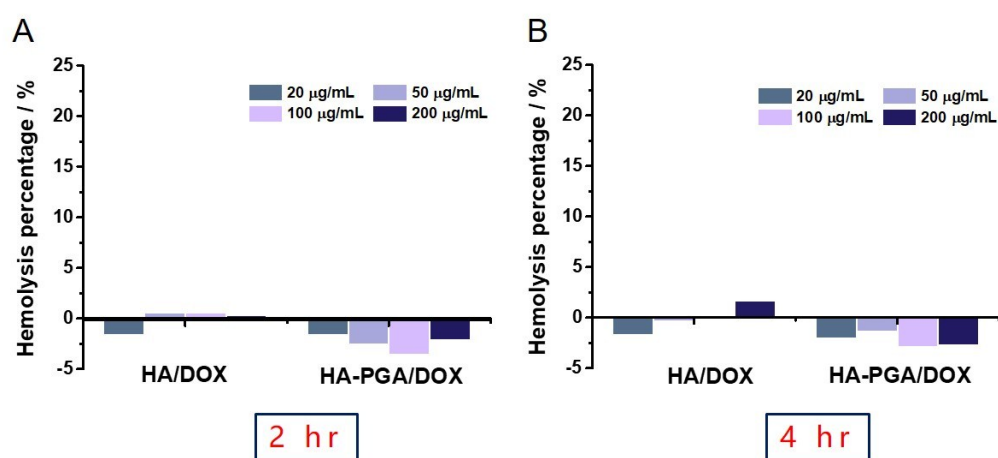 A
Hemolysis percentage / %
25
20
15
10
5
0
-5
20 μg/mL 50 μg/mL
100 μg/mL 200 μg/mL
HA/DOX HA-PGA/DOX
2 hr
B
Hemolysis percentage / %
25
20
15
10
5
0
-5
20 μg/mL 50 μg/mL
100 μg/mL 200 μg/mL
HA/DOX HA-PGA/DOX
4 hr